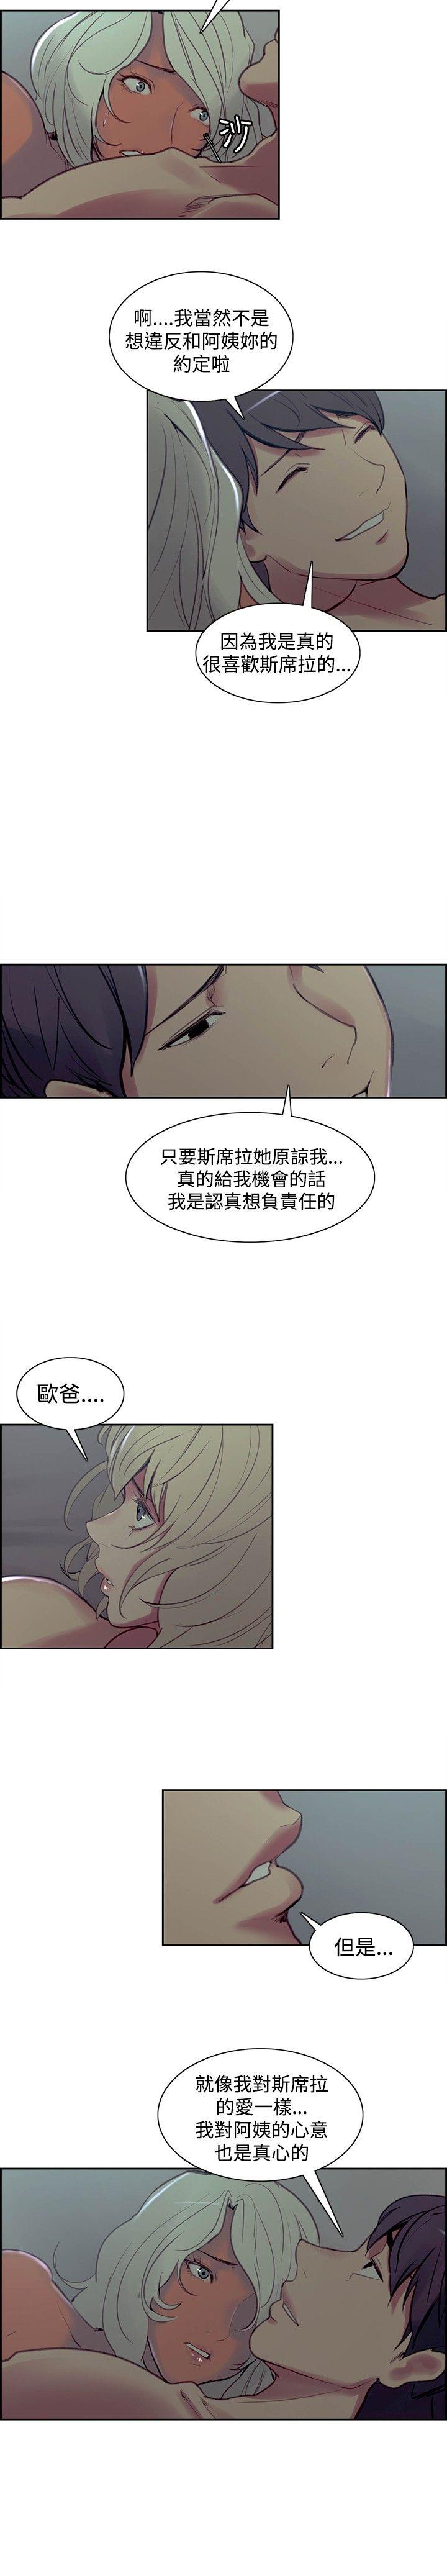 沙
啊....我當然不是
想違反和阿姨妳的
約定啦
因為我是真的
很喜歡斯席拉的...
只要斯席拉她原諒我...
真的給我機會的話
我是認真想負責任的
歐爸....
但是...
就像我對斯席拉
的愛一樣...
我對阿姨的心意
也是真心的